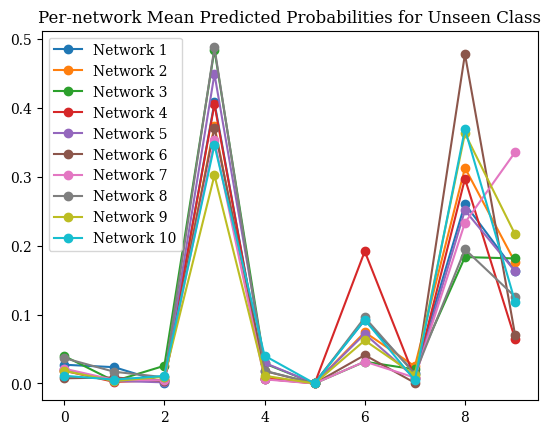 Per-network Mean Predicted Probabilities for Unseen Class
0.5
0.4
0.3
0.2
0.1
0.0
Network 1
Network 2
Network 3
Network 4
Network 5
Network 6
Network 7
Network 8
Network 9
Network 10
0 2 4 6 8